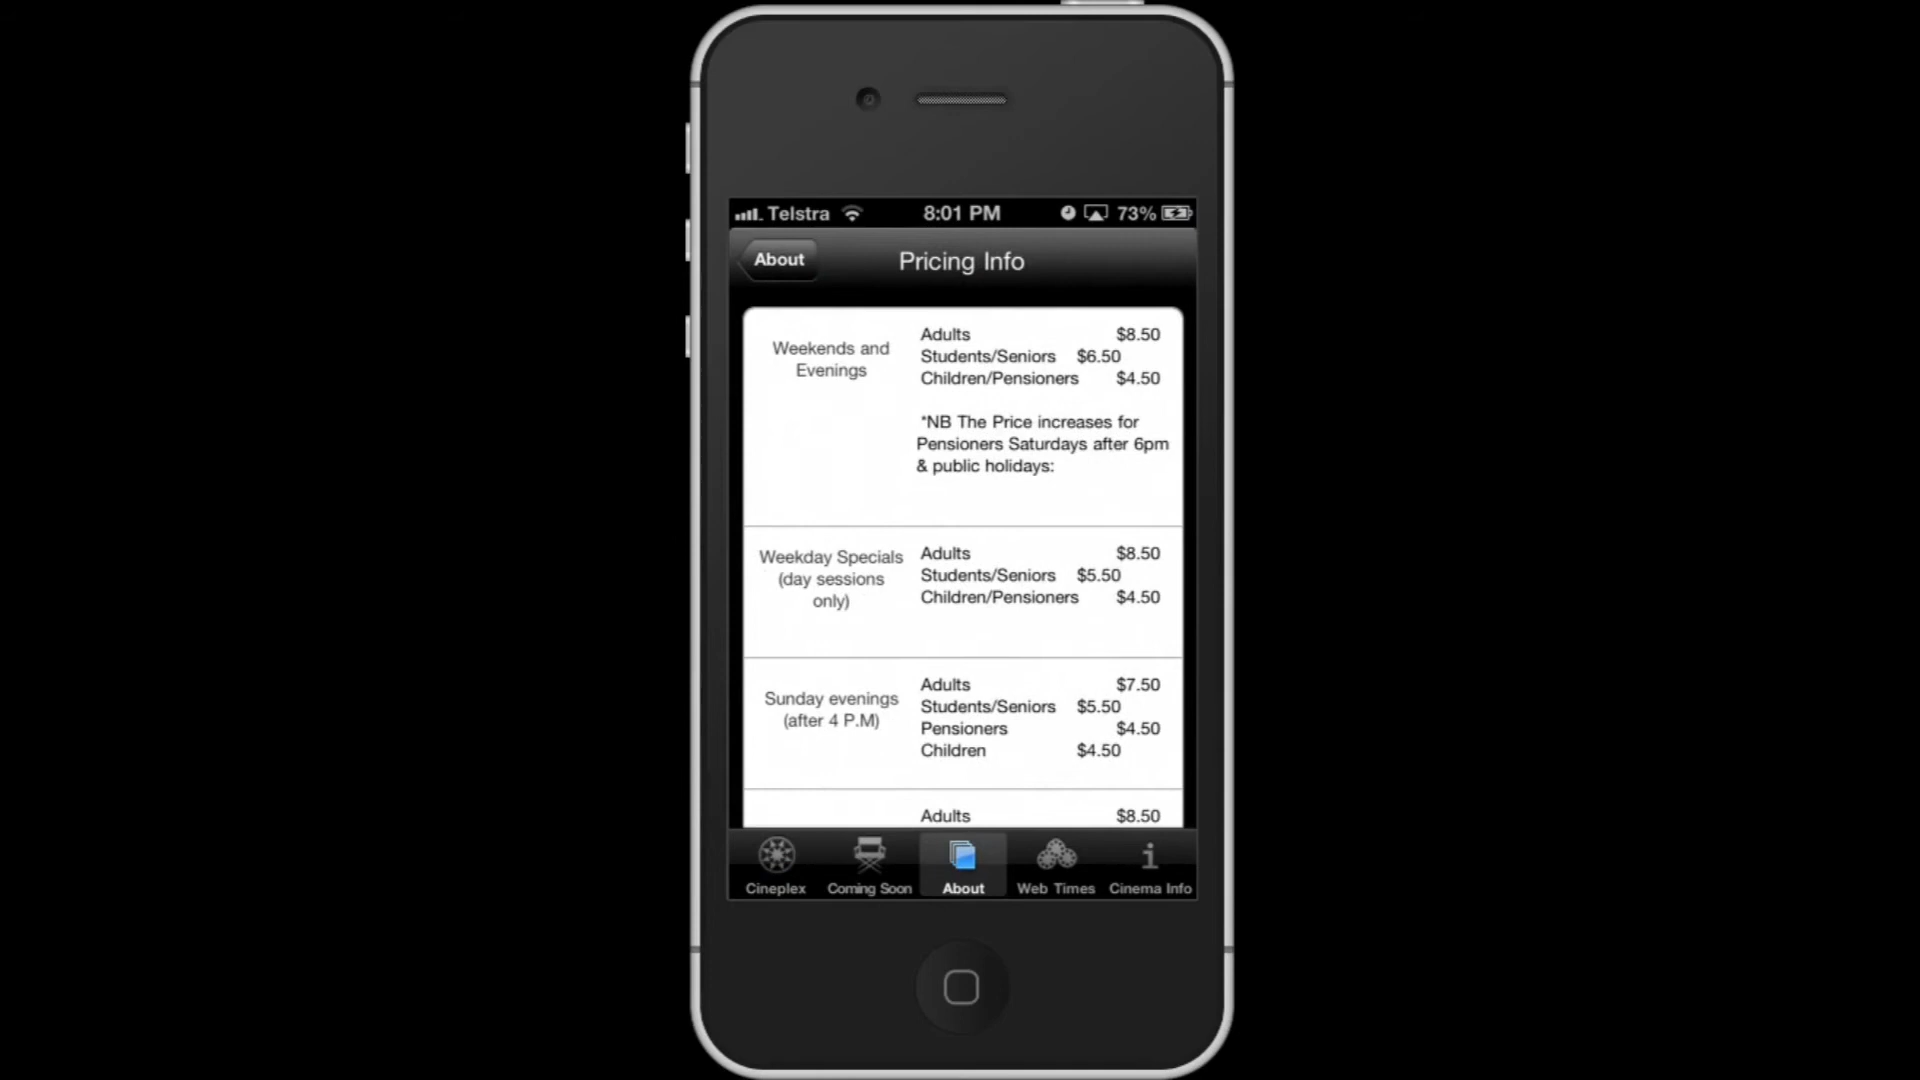 Telstra 8:01 PM 73%
About Pricing Info
Weekends and
Evenings
Adults $8.50
Students/Seniors $6.50
Children/Pensioners $4.50
*NB The Price increases for
Pensioners Saturdays after 6pm
& public holidays:
Weekday Specials
(day sessions
only)
Adults $8.50
Students/Seniors $5.50
Children/Pensioners $4.50
Sunday evenings
(after 4 P.M)
Adults $7.50
Students/Seniors $5.50
Pensioners $4.50
Children $4.50
Adults $8.50
Cineplex Coming Soon About Web Times Cinema Info